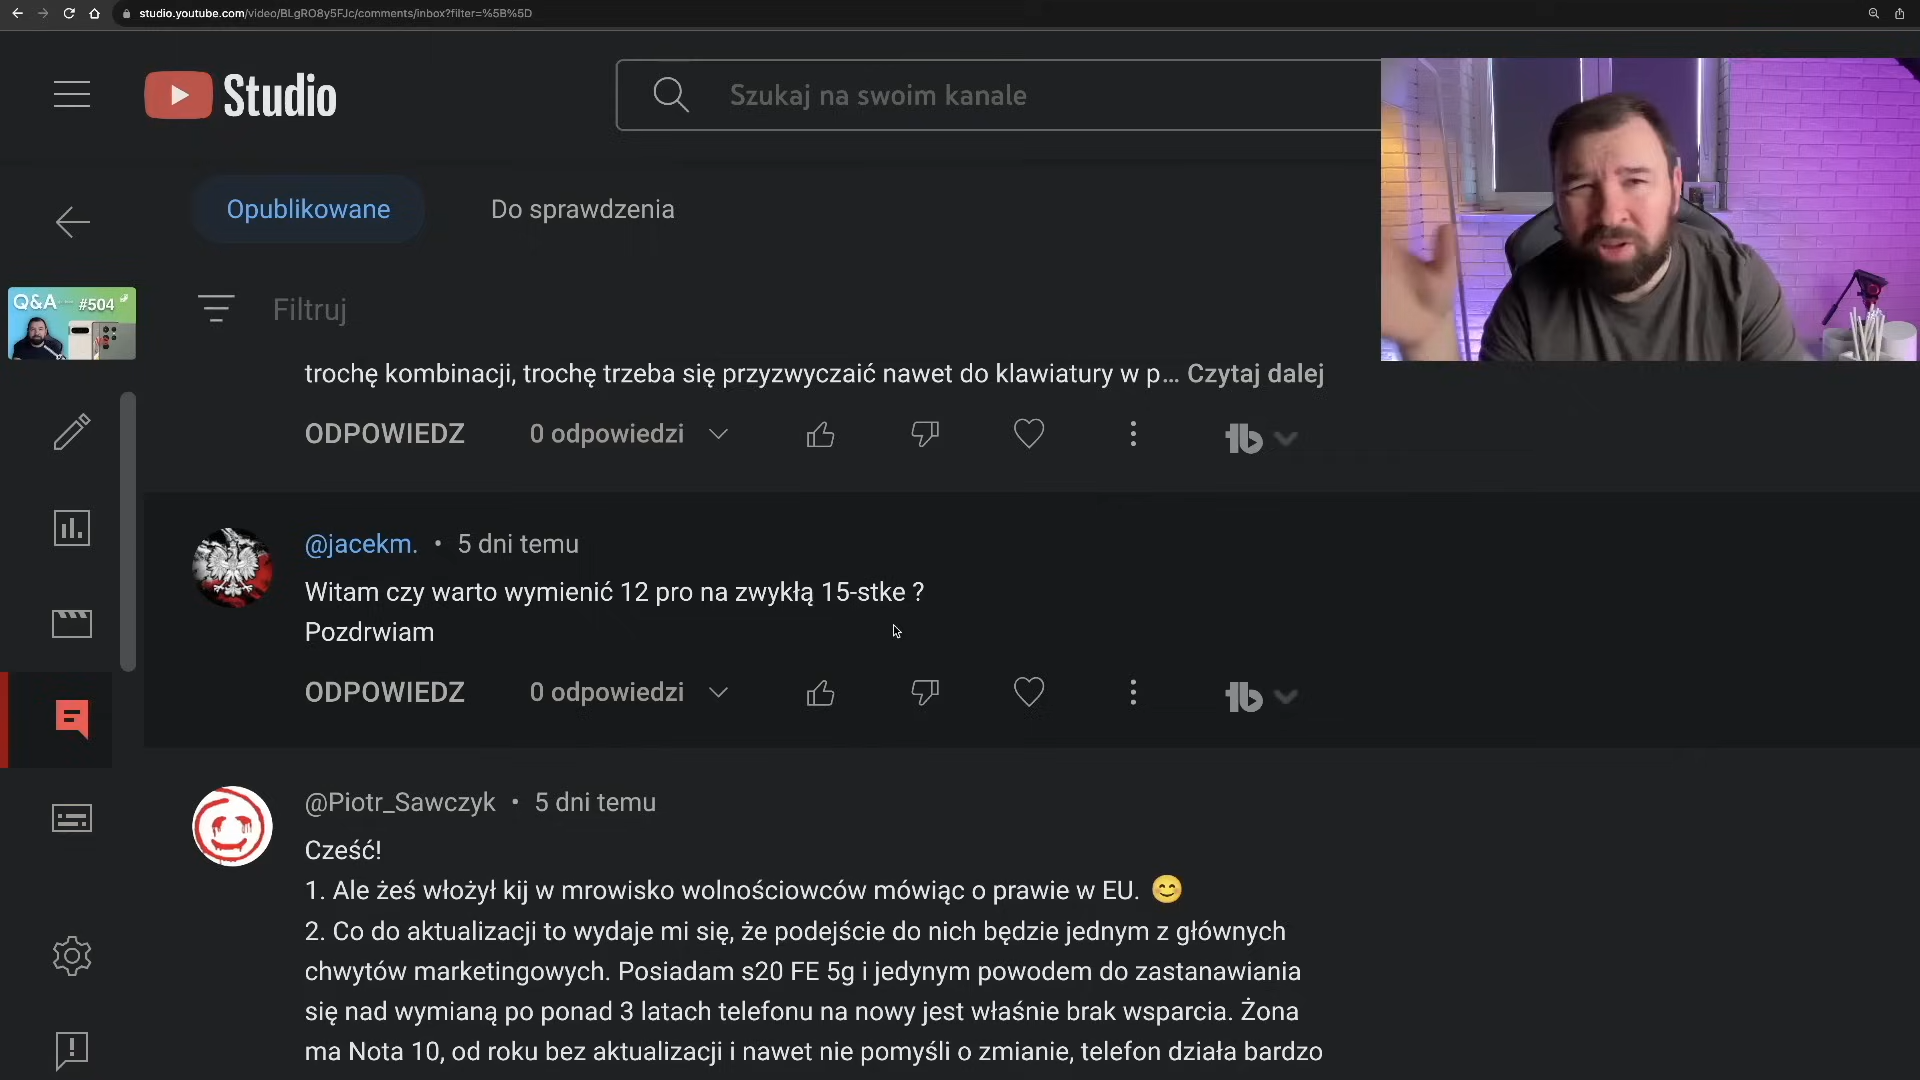 studio.youtube.com/video/BLgRO8y5FJc/comments/inbox?filter=%5B%5D
Studio
Szukaj na swoim kanale
Opublikowane
Do sprawdzenia
Q&A
#504
Filtruj
trochę kombinacji, trochę trzeba się przyzwyczaić nawet do klawiatury w p... Czytaj dalej
ODPOWIEDZ 0 odpowiedzi
@jacekm. • 5 dni temu
Witam czy warto wymienić 12 pro na zwykłą 15-stke ?
Pozdrwiam
ODPOWIEDZ 0 odpowiedzi
@Piotr_Sawczyk • 5 dni temu
Cześć!
1. Ale żeś włożył kij w mrowisko wolnościowców mówiąc o prawie w EU. 😊
2. Co do aktualizacji to wydaje mi się, że podejście do nich będzie jednym z głównych
chwytów marketingowych. Posiadam s20 FE 5g i jedynym powodem do zastanawiania
się nad wymianą po ponad 3 latach telefonu na nowy jest właśnie brak wsparcia. Żona
ma Nota 10, od roku bez aktualizacji i nawet nie pomyśli o zmianie, telefon działa bardzo